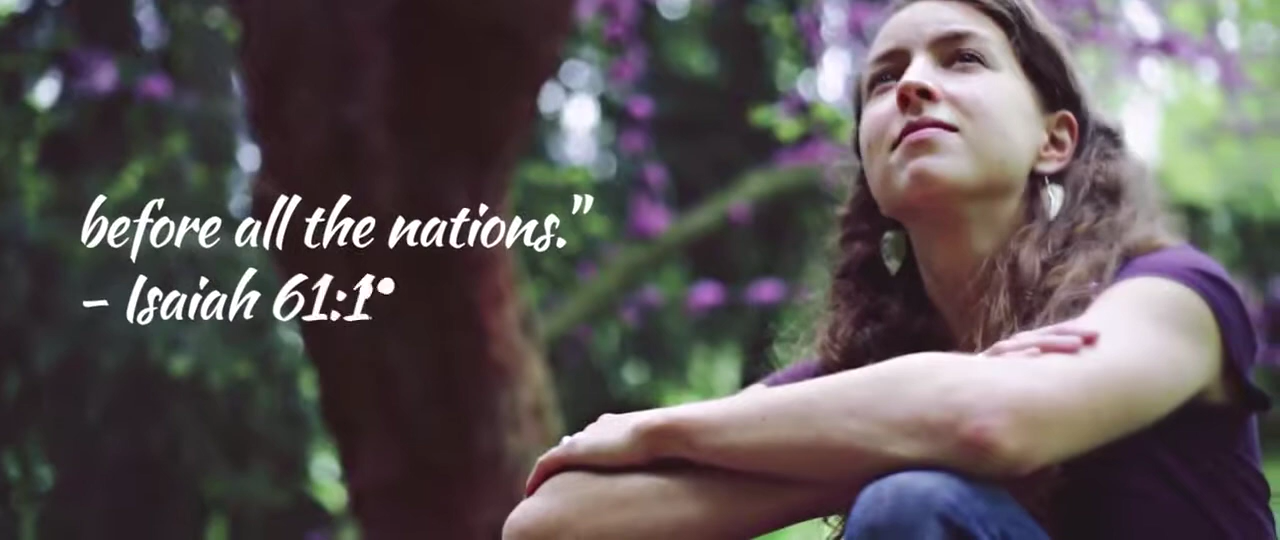 before all the nations.”
– Isaiah 61:1